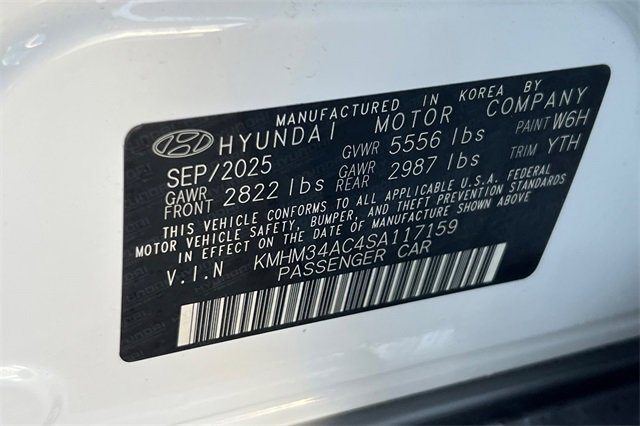 MANUFACTURED IN KOREA BY
HYUNDAI MOTOR COMPANY
SEP/2025 GVWR 5556 lbs PAINT W6H
GAWR FRONT 2822 lbs GAWR REAR 2987 lbs TRIM YTH
THIS VEHICLE CONFORMS TO ALL APPLICABLE U.S.A. FEDERAL
MOTOR VEHICLE SAFETY, BUMPER, AND THEFT PREVENTION STANDARDS
IN EFFECT ON THE DATE OF MANUFACTURE SHOWN ABOVE
V.I.N KMHM34AC4SA117159
PASSENGER CAR